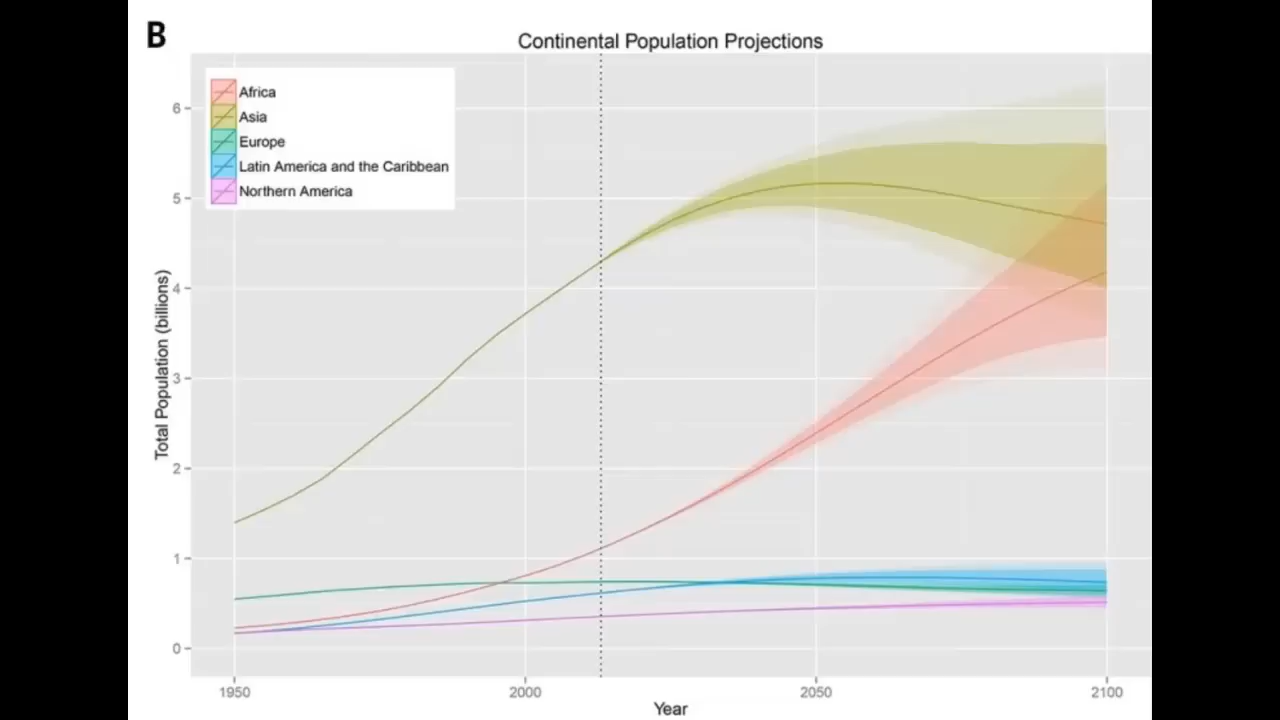 B
Continental Population Projections
Africa
Asia
Europe
Latin America and the Caribbean
Northern America
Total Population (billions)
6
5
4
3
2
1
0
1950
2000
2050
2100
Year